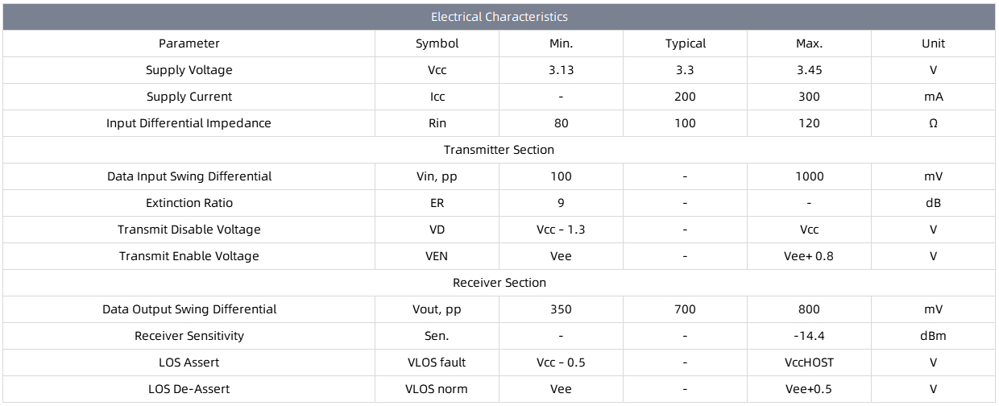 Electrical Characteristics
Parameter Symbol Min. Typical Max. Unit
Supply Voltage Vcc 3.13 3.3 3.45 V
Supply Current Icc - 200 300 mA
Input Differential Impedance Rin 80 100 120 Ω
Transmitter Section
Data Input Swing Differential Vin, pp 100 - 1000 mV
Extinction Ratio ER 9 - - dB
Transmit Disable Voltage VD Vcc – 1.3 - Vcc V
Transmit Enable Voltage VEN Vee - Vee+ 0.8 V
Receiver Section
Data Output Swing Differential Vout, pp 350 700 800 mV
Receiver Sensitivity Sen. - - -14.4 dBm
LOS Assert VLOS fault Vcc – 0.5 - VccHOST V
LOS De-Assert VLOS norm Vee - Vee+0.5 V